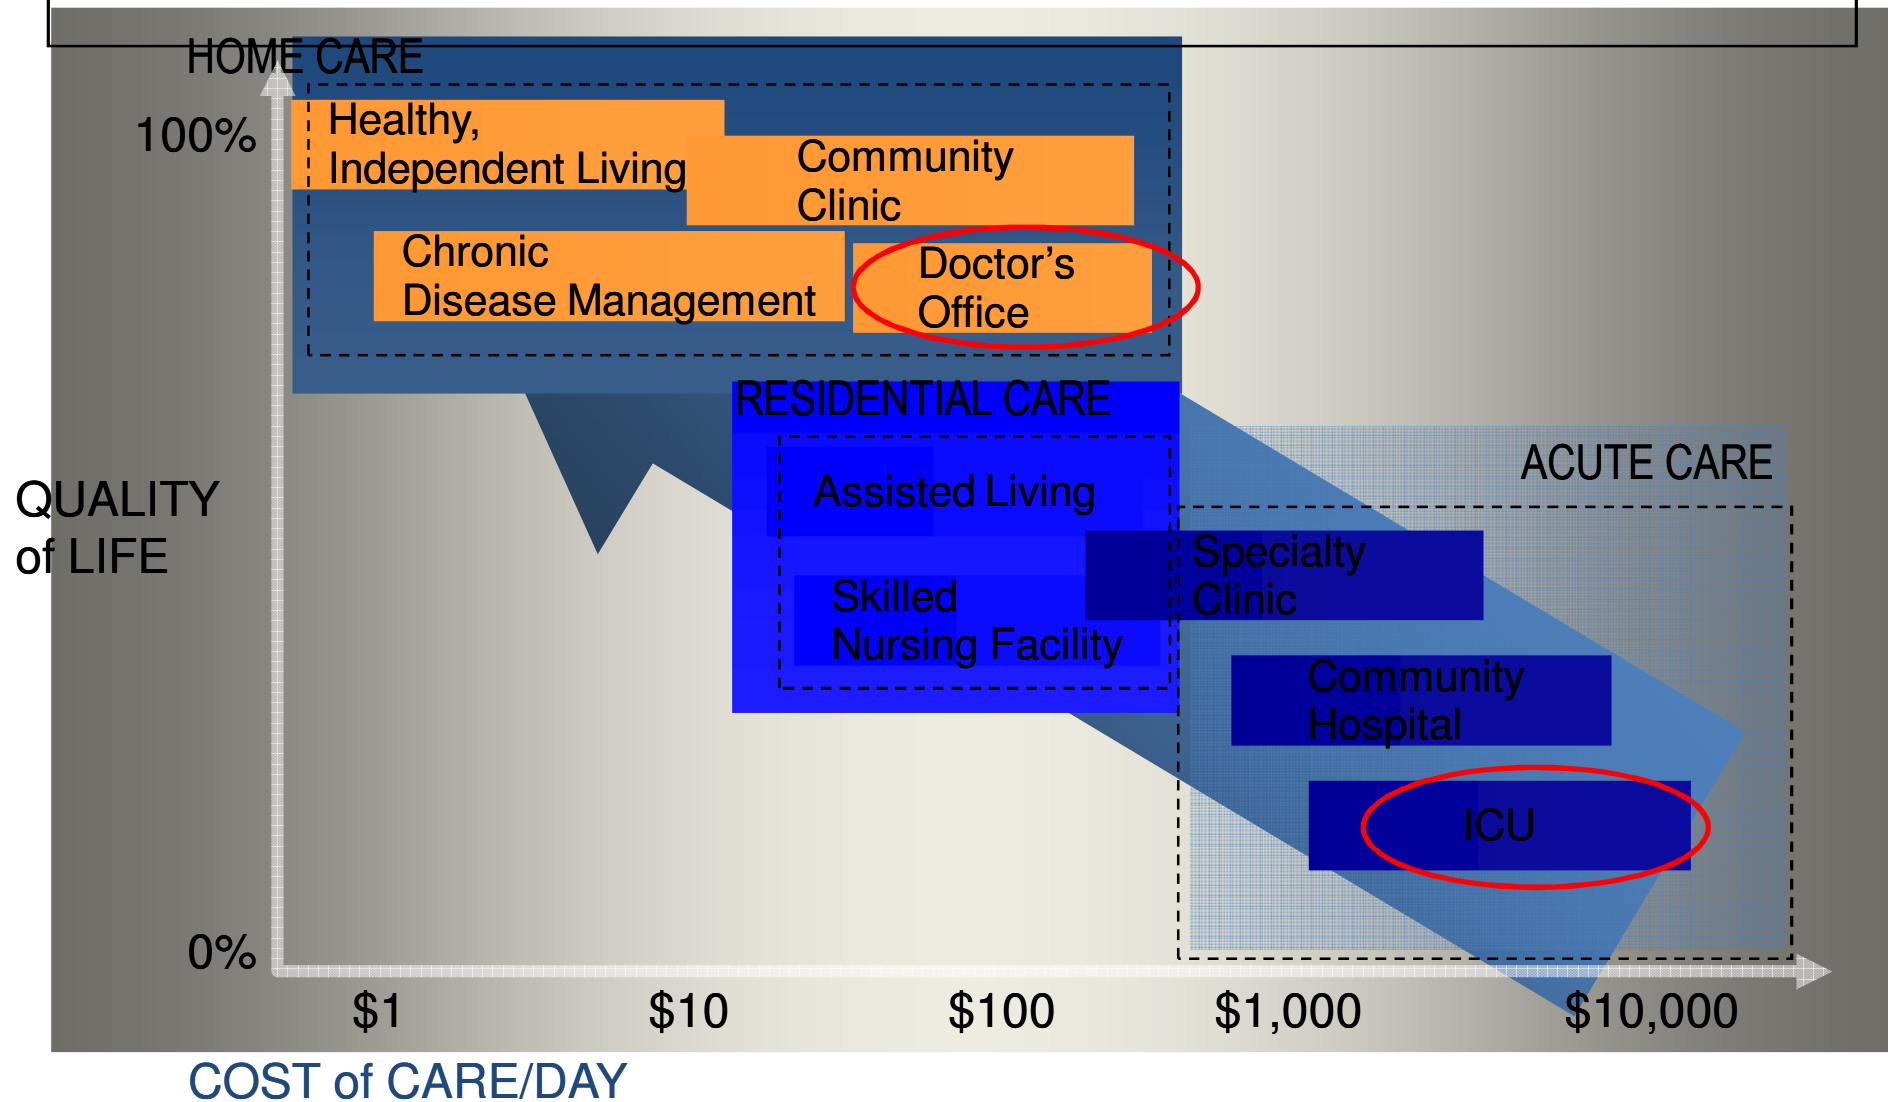 HOME CARE
100%
Healthy,
Independent Living
Community
Clinic
Chronic
Disease Management
Doctor’s
Office
RESIDENTIAL CARE
ACUTE CARE
QUALITY
of LIFE
Assisted Living
Specialty
Clinic
Skilled
Nursing Facility
Community
Hospital
ICU
0%
$1
$10
$100
$1,000
$10,000
COST of CARE/DAY